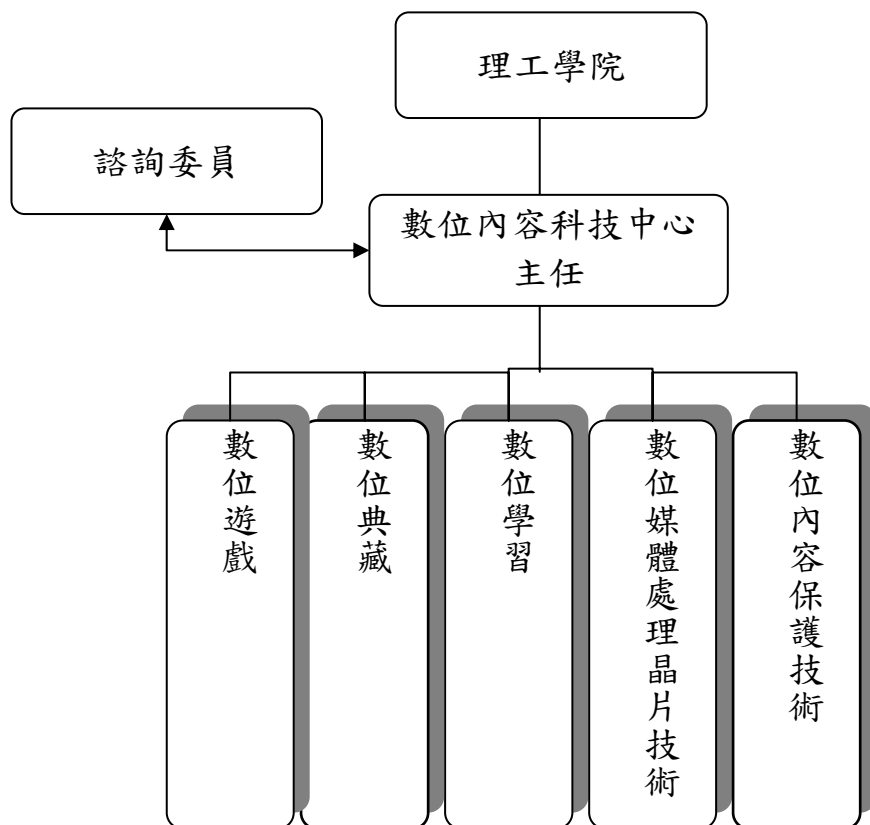 理工學院
諮詢委員
數位內容科技中心
主任
數位遊戲
數位典藏
數位學習
數位媒體處理晶片技術
數位內容保護技術